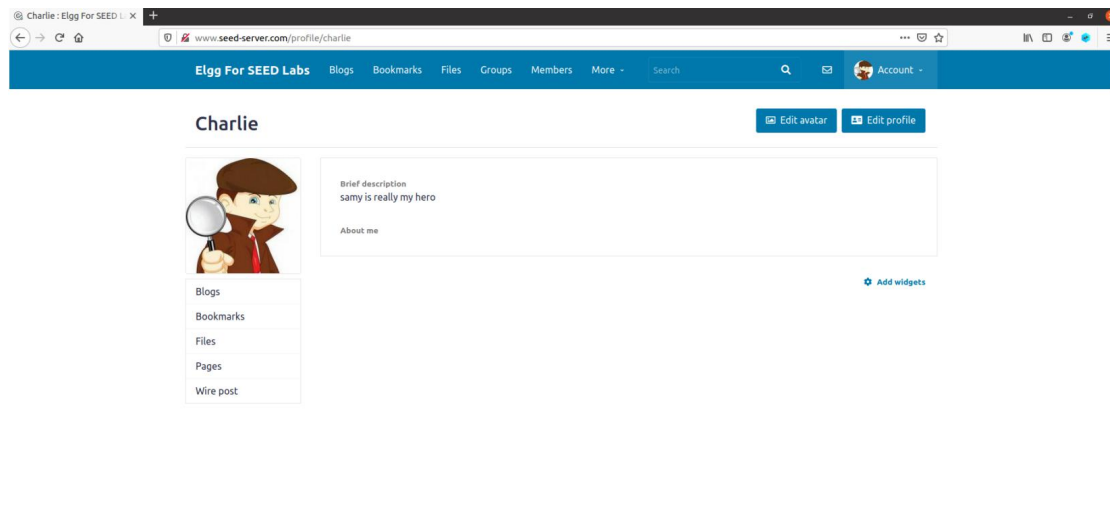 Charlie : Elgg For SEED L
www.seed-server.com/profile/charlie
Elgg For SEED Labs Blogs Bookmarks Files Groups Members More Search Account
Charlie
Edit avatar Edit profile
Brief description
samy is really my hero
About me
Add widgets
Blogs
Bookmarks
Files
Pages
Wire post